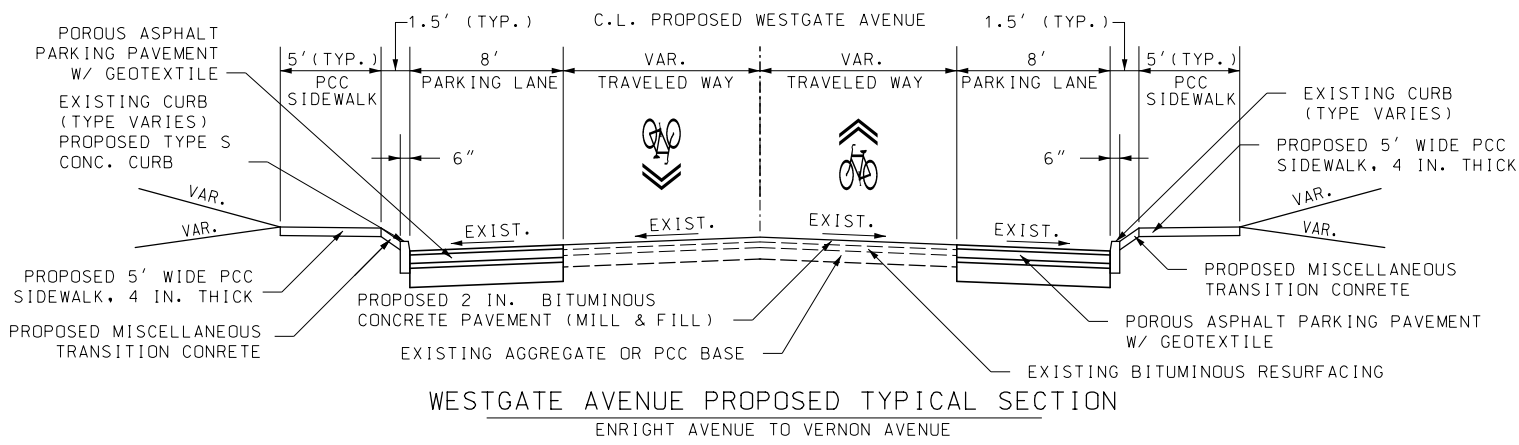 1.5' (TYP.)
C.L. PROPOSED WESTGATE AVENUE
1.5' (TYP.)
POROUS ASPHALT
PARKING PAVEMENT
W/ GEOTEXTILE
5'(TYP.)
PCC
SIDEWALK
8'
PARKING LANE
VAR.
TRAVELED WAY
VAR.
TRAVELED WAY
8'
PARKING LANE
5'(TYP.)
PCC
SIDEWALK
EXISTING CURB
(TYPE VARIES)
PROPOSED TYPE S
CONC. CURB
EXISTING CURB
(TYPE VARIES)
PROPOSED 5' WIDE PCC
SIDEWALK, 4 IN. THICK
6"
6"
VAR.
VAR.
EXIST.
EXIST.
EXIST.
EXIST.
VAR.
VAR.
PROPOSED 5' WIDE PCC
SIDEWALK, 4 IN. THICK
PROPOSED MISCELLANEOUS
TRANSITION CONRETE
PROPOSED 2 IN. BITUMINOUS
CONCRETE PAVEMENT (MILL & FILL)
EXISTING AGGREGATE OR PCC BASE
PROPOSED MISCELLANEOUS
TRANSITION CONRETE
POROUS ASPHALT PARKING PAVEMENT
W/ GEOTEXTILE
EXISTING BITUMINOUS RESURFACING
WESTGATE AVENUE PROPOSED TYPICAL SECTION
ENRIGHT AVENUE TO VERNON AVENUE